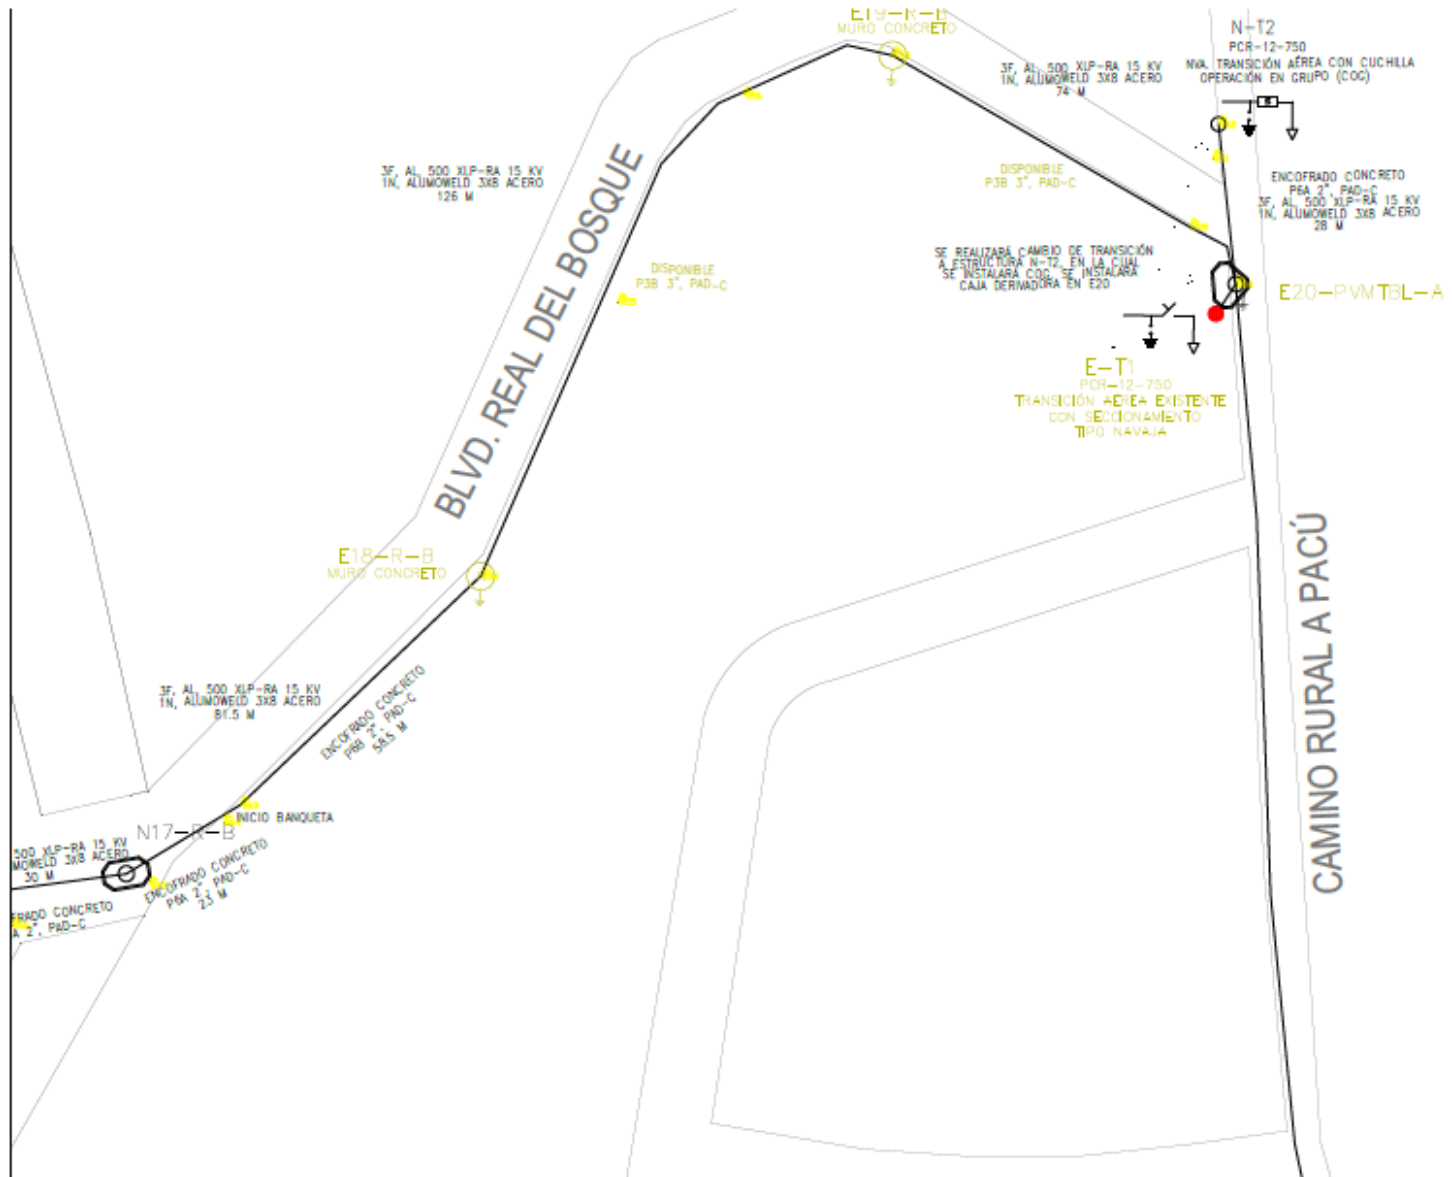 E19-R-B
MURO CONCRETO
N-T2
PCR-12-750
NVA. TRANSICIÓN AÉREA CON CUCHILLA
OPERACIÓN EN GRUPO (COG)
3F, AL, 500 XLP-RA 15 KV
1N, ALUMOWELD 3X8 ACERO
74 M
3F, AL, 500 XLP-RA 15 KV
1N, ALUMOWELD 3X8 ACERO
126 M
BLVD. REAL DEL BOSQUE
DISPONIBLE
P3B 3", PAD-C
ENCOFRADO CONCRETO
P6A 2", PAD-C
3F, AL, 500 XLP-RA 15 KV
1N, ALUMOWELD 3X8 ACERO
28 M
SE REALIZARÁ CAMBIO DE TRANSICIÓN
A ESTRUCTURA N-T2, EN LA CUAL
SE INSTALARÁ COG, SE INSTALARÁ
CAJA DERIVADORA EN E20
DISPONIBLE
P3B 3", PAD-C
E20-PVMTBL-A
E-T1
PCR-12-750
TRANSICIÓN AEREA EXISTENTE
CON SECCIONAMIENTO
TIPO NAVAJA
E18-R-B
MURO CONCRETO
CAMINO RURAL A PACÚ
3F, AL, 500 XLP-RA 15 KV
1N, ALUMOWELD 3X8 ACERO
81.5 M
ENCOFRADO CONCRETO
P6B 2", PAD-C
58.5 M
INICIO BANQUETA
N17-R-B
500 XLP-RA 15 KV
MOWELD 3X8 ACERO
30 M
ENCOFRADO CONCRETO
P6A 2", PAD-C
23 M
FRADO CONCRETO
A 2", PAD-C